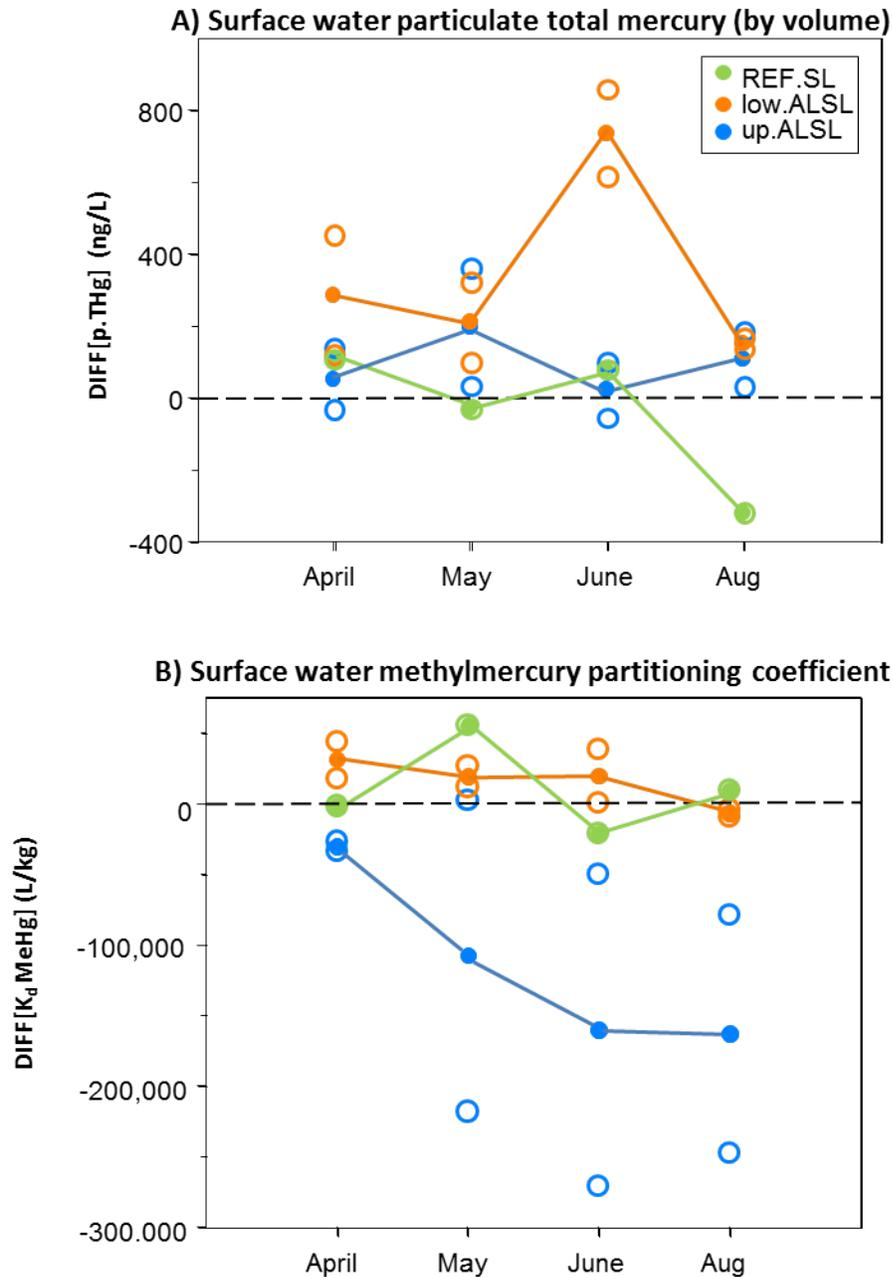 A) Surface water particulate total mercury (by volume)
REF.SL
low.ALSL
up.ALSL
DIFF[p.THg] (ng/L)
800
400
0
-400
April May June Aug
B) Surface water methylmercury partitioning coefficient
DIFF[Kd MeHg] (L/kg)
0
-100,000
-200,000
-300.000
April May June Aug